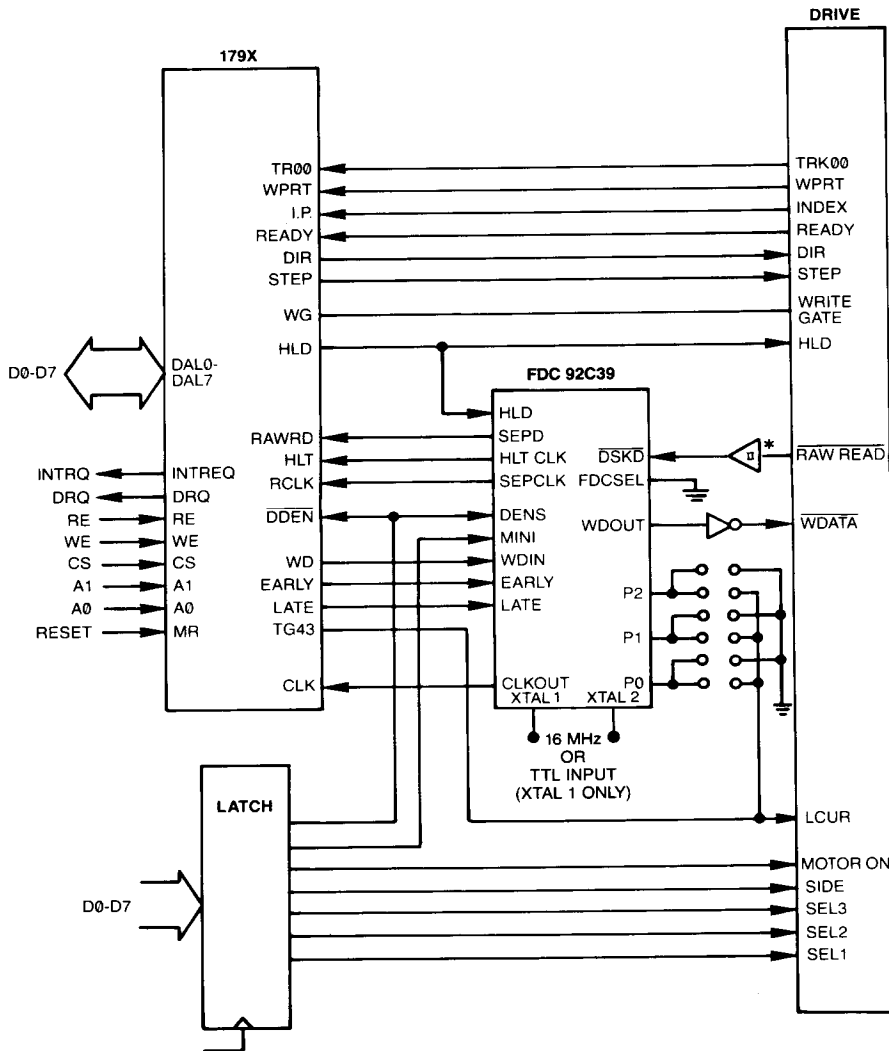 DRIVE
179X
TR00 TRK00
WPRT WPRT
I.P. INDEX
READY READY
DIR DIR
STEP STEP
WG WRITE GATE
HLD HLD
D0-D7 DAL0-
DAL7
FDC 92C39
HLD
RAWRD SEPD
HLT HLT CLK DSKD * RAW READ
INTRQ INTREQ RCLK SEPCLK FDCSEL
DRQ DRQ
RE RE DDEN DENS WDOUT WDATA
WE WE MINI
CS CS WD WDIN
A1 A1 EARLY EARLY P2
A0 A0 LATE LATE
RESET MR TG43 P1
CLK CLKOUT P0
XTAL 1 XTAL 2
16 MHz
OR
TTL INPUT
(XTAL 1 ONLY)
LATCH LCUR
MOTOR ON
SIDE
D0-D7 SEL3
SEL2
SEL1